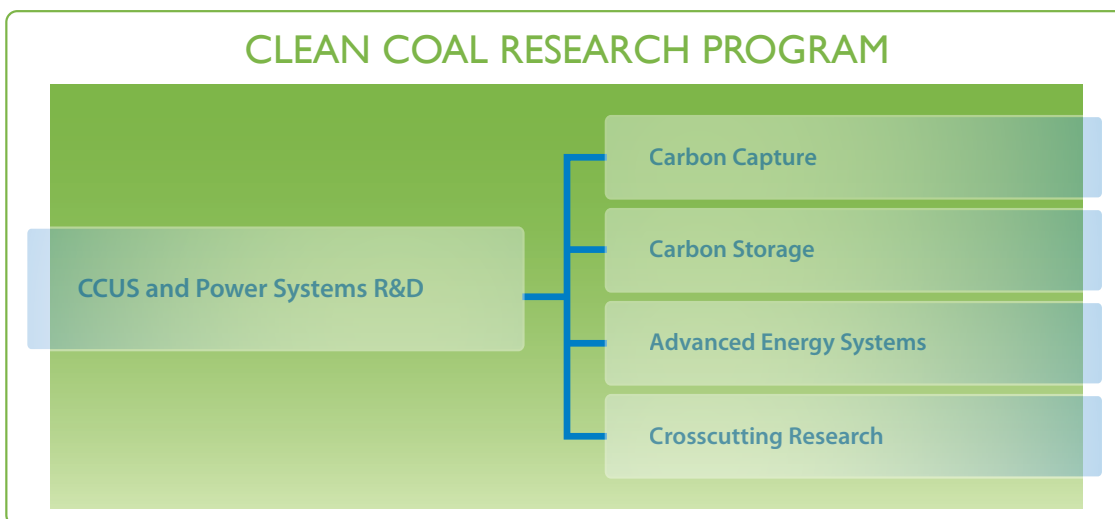 CLEAN COAL RESEARCH PROGRAM
CCUS and Power Systems R&D
Carbon Capture
Carbon Storage
Advanced Energy Systems
Crosscutting Research